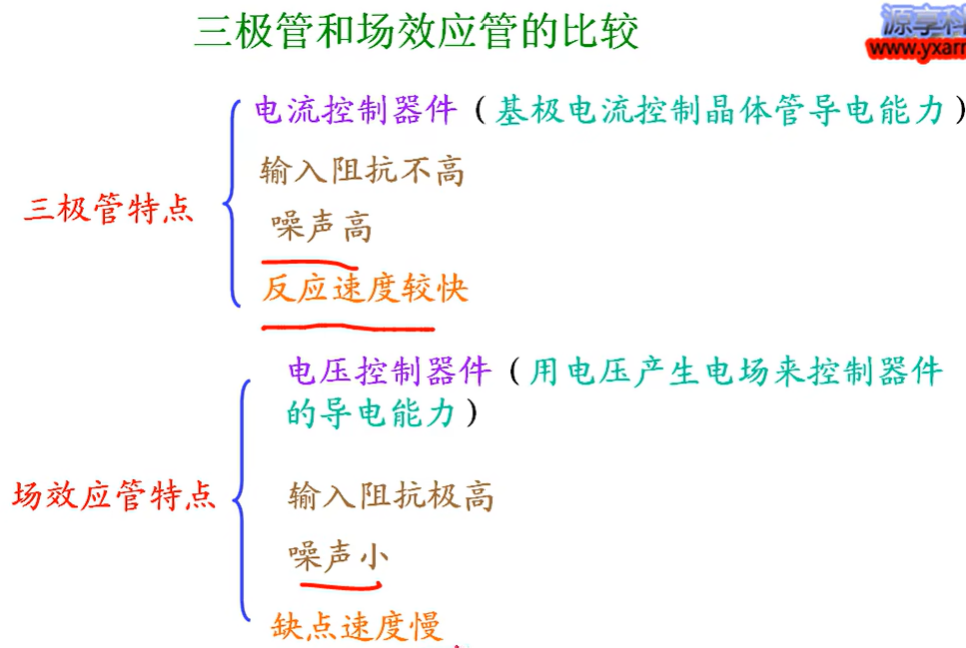 三极管和场效应管的比较
源享科
www.yxarm
电流控制器件（基极电流控制晶体管导电能力）
输入阻抗不高
三极管特点
噪声高
反应速度较快
电压控制器件（用电压产生电场来控制器件
的导电能力）
场效应管特点
输入阻抗极高
噪声小
缺点速度慢